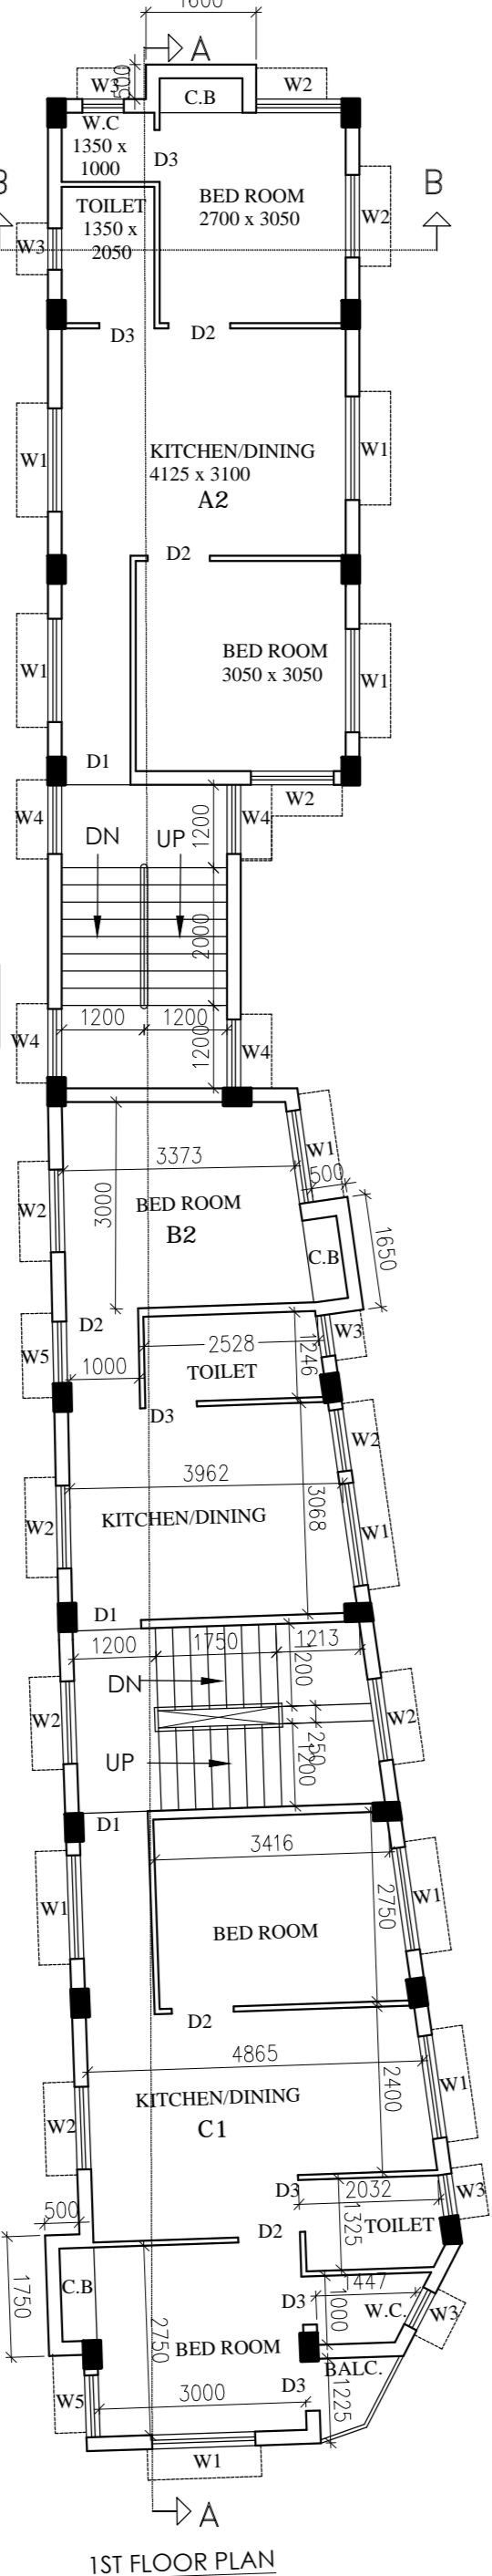 1600
A
500
W3
C.B
W2
W.C
1350 x
1000
D3
BED ROOM
2700 x 3050
TOILET
1350 x
2050
B
B
W2
W3
D3
D2
W1
KITCHEN/DINING
4125 x 3100
A2
W1
D2
W1
BED ROOM
3050 x 3050
W1
D1
W2
W4
1200
W4
DN
UP
2000
1200
1200
W4
1200
W4
3373
W1
500
3000
BED ROOM
B2
W2
C.B
1650
D2
W3
W5
2528
1246
1000
TOILET
D3
W2
3962
3068
W2
KITCHEN/DINING
W1
D1
1200
1750
1213
1200
DN
W2
W2
250
UP
1200
D1
3416
W1
2750
W1
BED ROOM
D2
4865
W1
2400
KITCHEN/DINING
W2
C1
D3
2032
W3
500
1325
TOILET
D2
1750
C.B
1447
D3
1000
W.C.
W3
2750
BED ROOM
BALC.
D3
3000
1225
W5
W1
A
1ST FLOOR PLAN